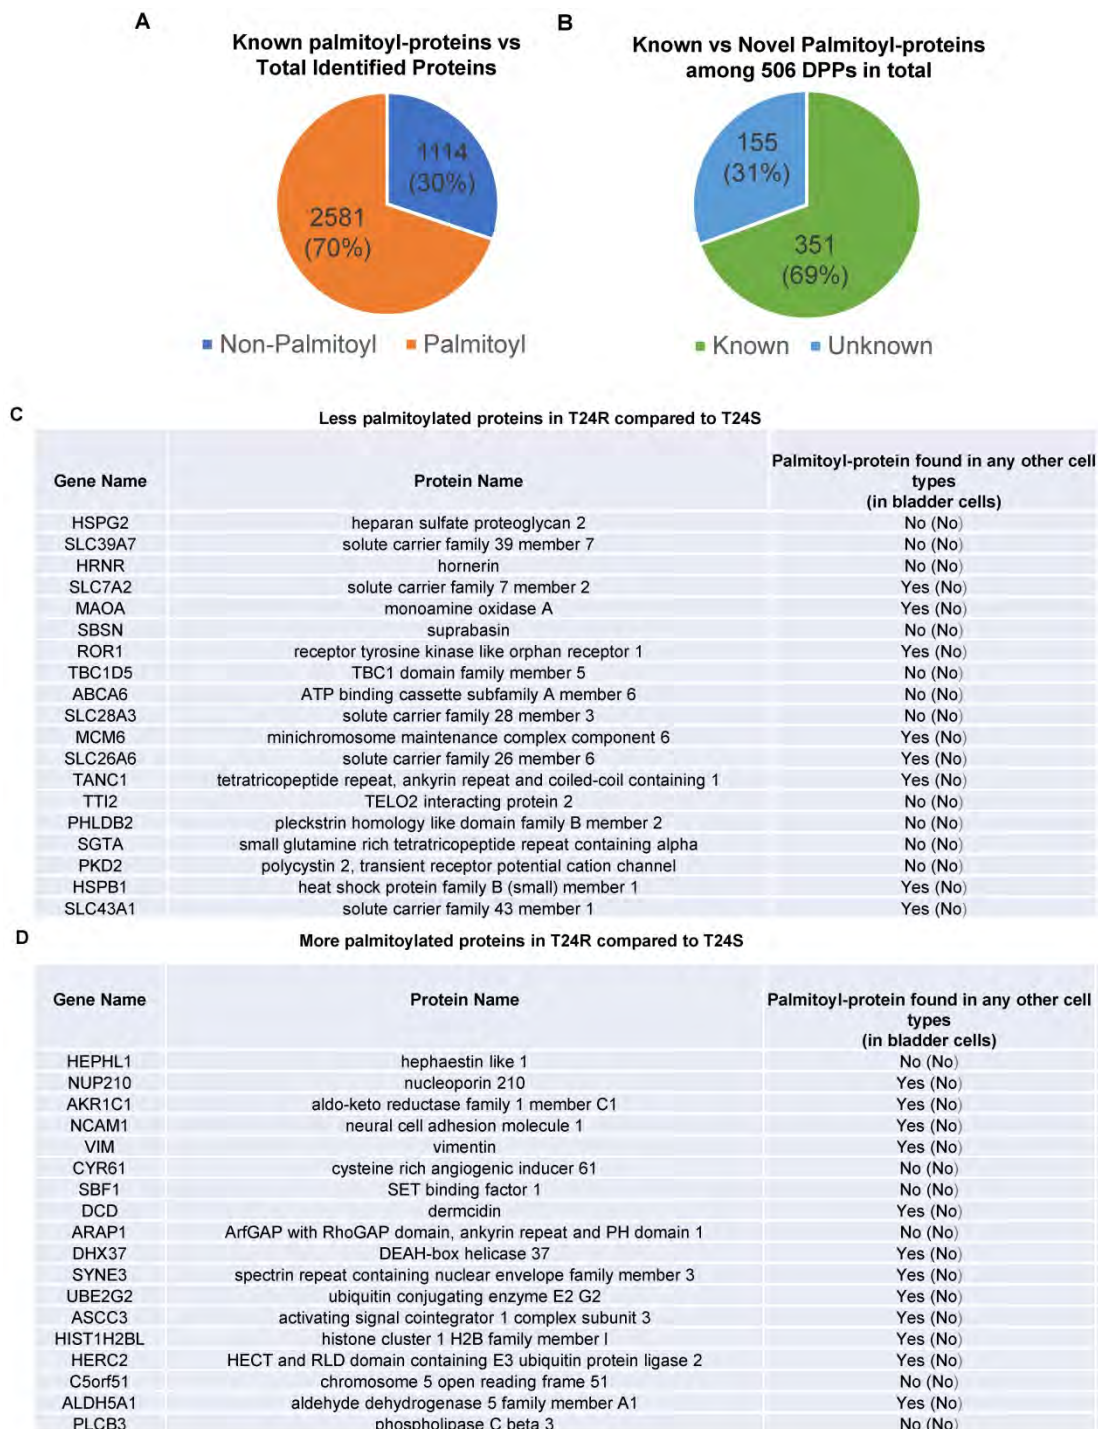 A
Known palmitoyl-proteins vs
Total Identified Proteins
1114
(30%)
2581
(70%)
Non-Palmitoyl Palmitoyl
B
Known vs Novel Palmitoyl-proteins
among 506 DPPs in total
155
(31%)
351
(69%)
Known Unknown
C
Less palmitoylated proteins in T24R compared to T24S
Gene Name Protein Name Palmitoyl-protein found in any other cell
types
(in bladder cells)
HSPG2 heparan sulfate proteoglycan 2 No (No)
SLC39A7 solute carrier family 39 member 7 No (No)
HRNR hornerin No (No)
SLC7A2 solute carrier family 7 member 2 Yes (No)
MAOA monoamine oxidase A Yes (No)
SBSN suprabasin No (No)
ROR1 receptor tyrosine kinase like orphan receptor 1 Yes (No)
TBC1D5 TBC1 domain family member 5 No (No)
ABCA6 ATP binding cassette subfamily A member 6 No (No)
SLC28A3 solute carrier family 28 member 3 No (No)
MCM6 minichromosome maintenance complex component 6 Yes (No)
SLC26A6 solute carrier family 26 member 6 Yes (No)
TANC1 tetratricopeptide repeat, ankyrin repeat and coiled-coil containing 1 Yes (No)
TTI2 TELO2 interacting protein 2 No (No)
PHLDB2 pleckstrin homology like domain family B member 2 No (No)
SGTA small glutamine rich tetratricopeptide repeat containing alpha No (No)
PKD2 polycystin 2, transient receptor potential cation channel No (No)
HSPB1 heat shock protein family B (small) member 1 Yes (No)
SLC43A1 solute carrier family 43 member 1 Yes (No)
D
More palmitoylated proteins in T24R compared to T24S
Gene Name Protein Name Palmitoyl-protein found in any other cell
types
(in bladder cells)
HEPHL1 hephaestin like 1 No (No)
NUP210 nucleoporin 210 Yes (No)
AKR1C1 aldo-keto reductase family 1 member C1 Yes (No)
NCAM1 neural cell adhesion molecule 1 Yes (No)
VIM vimentin Yes (No)
CYR61 cysteine rich angiogenic inducer 61 No (No)
SBF1 SET binding factor 1 No (No)
DCD dermcidin Yes (No)
ARAP1 ArfGAP with RhoGAP domain, ankyrin repeat and PH domain 1 No (No)
DHX37 DEAH-box helicase 37 Yes (No)
SYNE3 spectrin repeat containing nuclear envelope family member 3 Yes (No)
UBE2G2 ubiquitin conjugating enzyme E2 G2 Yes (No)
ASCC3 activating signal cointegrator 1 complex subunit 3 Yes (No)
HIST1H2BL histone cluster 1 H2B family member l Yes (No)
HERC2 HECT and RLD domain containing E3 ubiquitin protein ligase 2 Yes (No)
C5orf51 chromosome 5 open reading frame 51 No (No)
ALDH5A1 aldehyde dehydrogenase 5 family member A1 Yes (No)
PLCB3 phospholipase C beta 3 No (No)